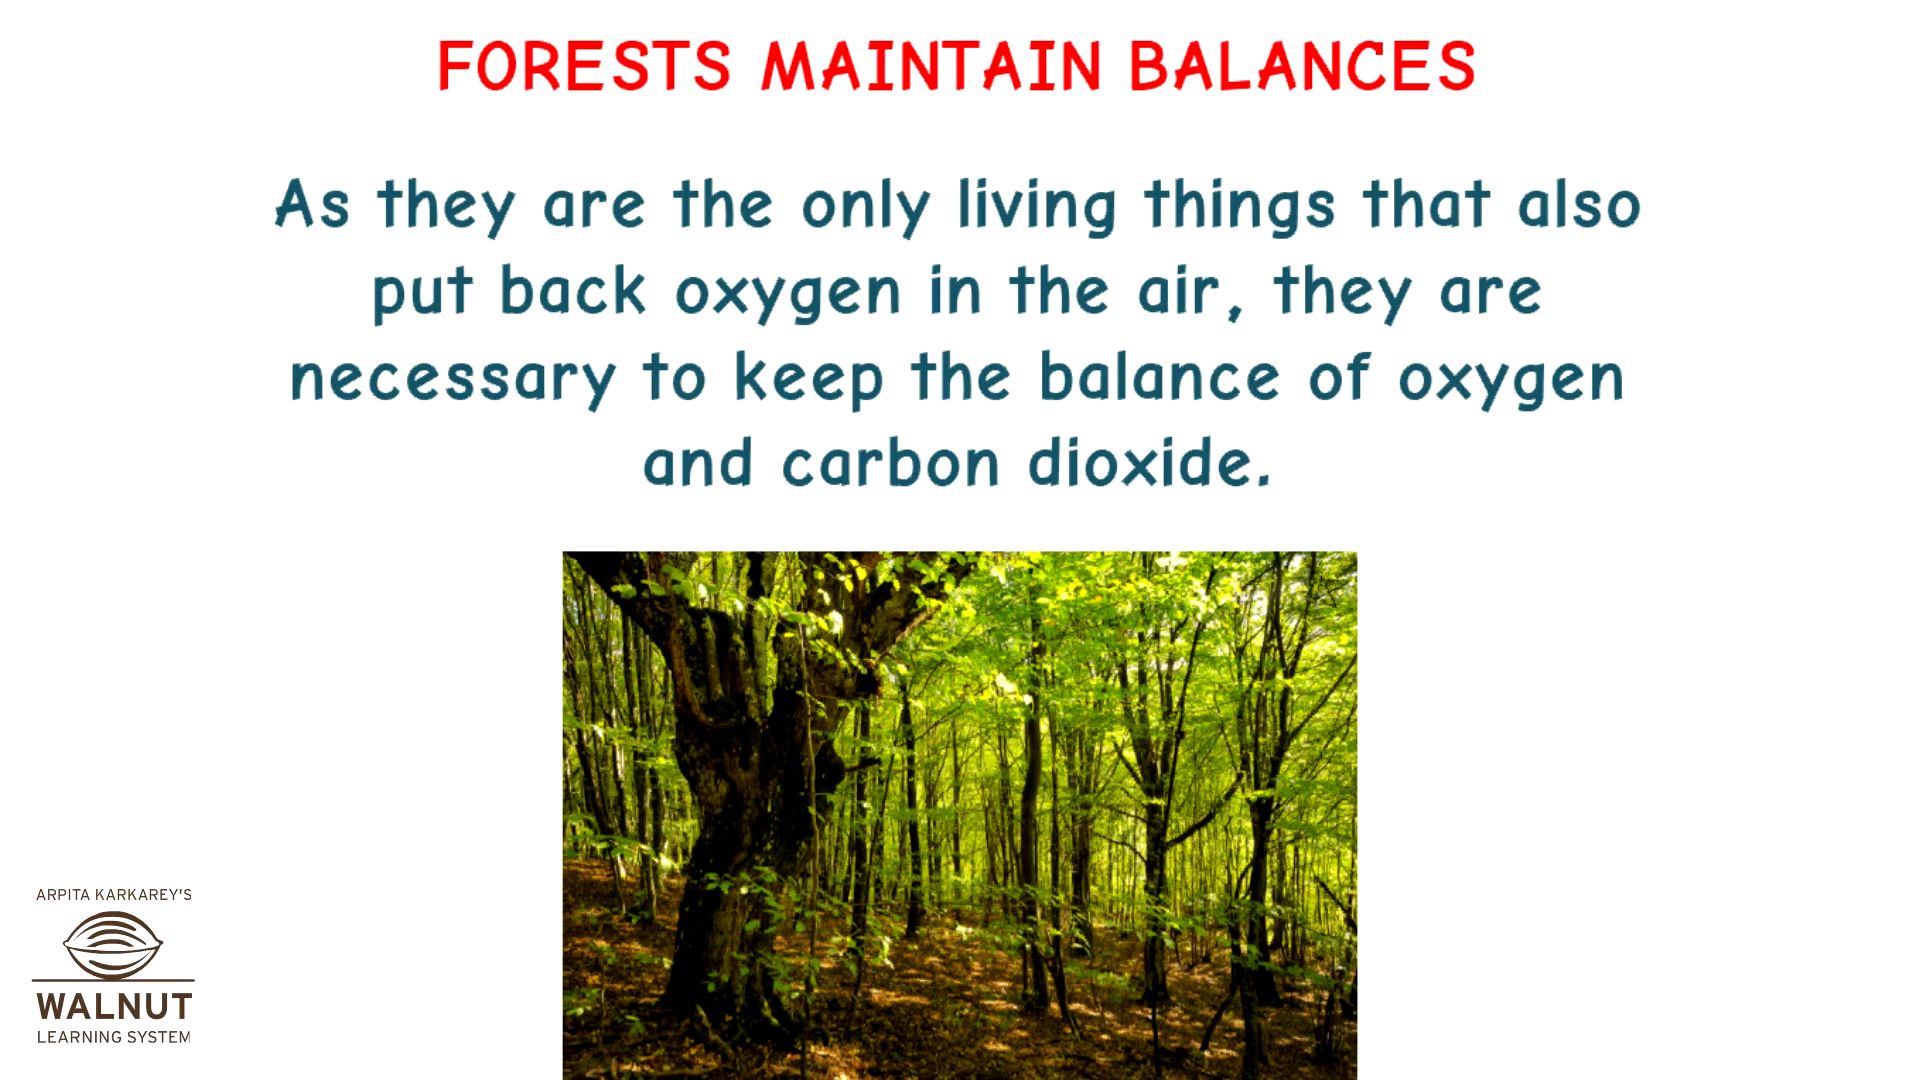 FORESTS MAINTAIN BALANCES
As they are the only living things that also
put back oxygen in the air, they are
necessary to keep the balance of oxygen
and carbon dioxide.
ARPITA KARKAREY'S
WALNUT
LEARNING SYSTEM